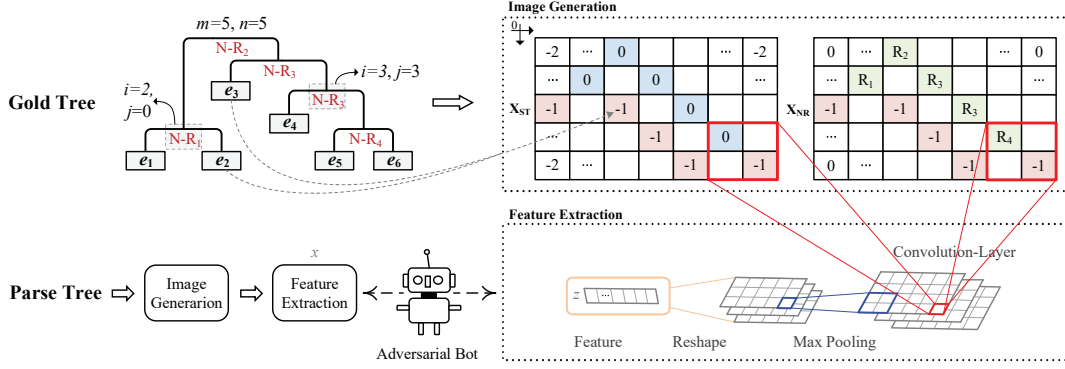 Image Generation
m=5, n=5
N-R2
N-R3
i=3, j=3
i=2,
j=0
e3
N-R3
e4
N-R1
N-R4
e1
e2
e5
e6
Gold Tree
0
XST
-2 ... 0 ... -2
0 0
-1 -1 0
... -1 0
-2 ... -1 -1
XNR
0 ... R2 0
R1 R3
-1 -1 R3
-1 R4
0 ... -1 -1
Feature Extraction
Convolution-Layer
z
...
Feature
Reshape
Max Pooling
Parse Tree
Image
Generarion
x
Feature
Extraction
Adversarial Bot